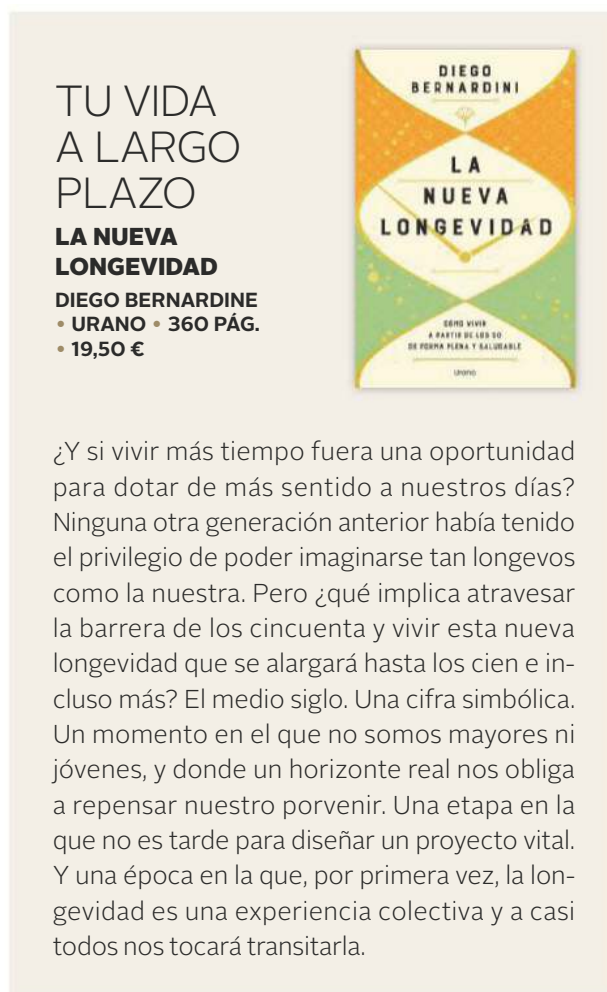 TU VIDA
A LARGO
PLAZO
LA NUEVA
LONGEVIDAD
DIEGO BERNARDINE
• URANO • 360 PÁG.
• 19,50 €
DIEGO
BERNARDINI
LA
NUEVA
LONGEVIDAD
CÓMO VIVIR
A PARTIR DE LOS 50
DE FORMA PLENA Y SALUDABLE
urano
¿Y si vivir más tiempo fuera una oportunidad
para dotar de más sentido a nuestros días?
Ninguna otra generación anterior había tenido
el privilegio de poder imaginarse tan longevos
como la nuestra. Pero ¿qué implica atravesar
la barrera de los cincuenta y vivir esta nueva
longevidad que se alargará hasta los cien e in-
cluso más? El medio siglo. Una cifra simbólica.
Un momento en el que no somos mayores ni
jóvenes, y donde un horizonte real nos obliga
a repensar nuestro porvenir. Una etapa en la
que no es tarde para diseñar un proyecto vital.
Y una época en la que, por primera vez, la lon-
gevidad es una experiencia colectiva y a casi
todos nos tocará transitarla.